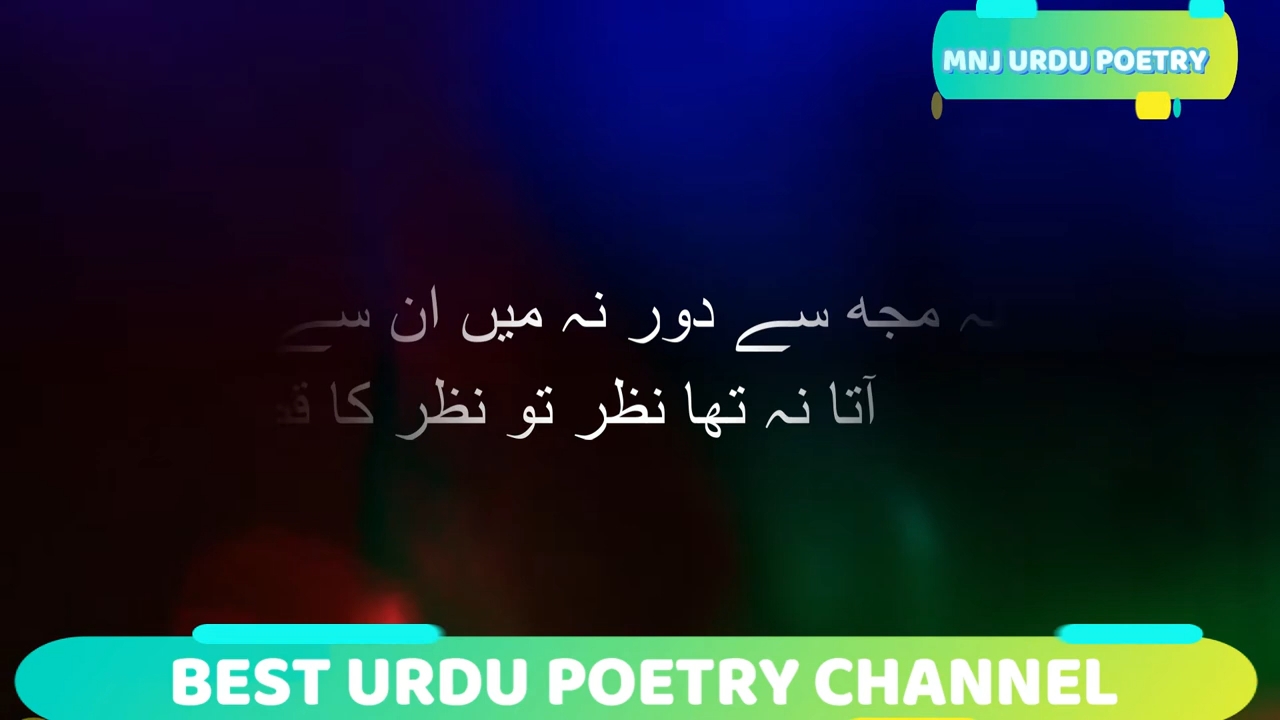 MNJ URDU POETRY
نہ مجھ سے دور نہ میں ان سے
آتا نہ تھا نظر تو نظر کا
BEST URDU POETRY CHANNEL